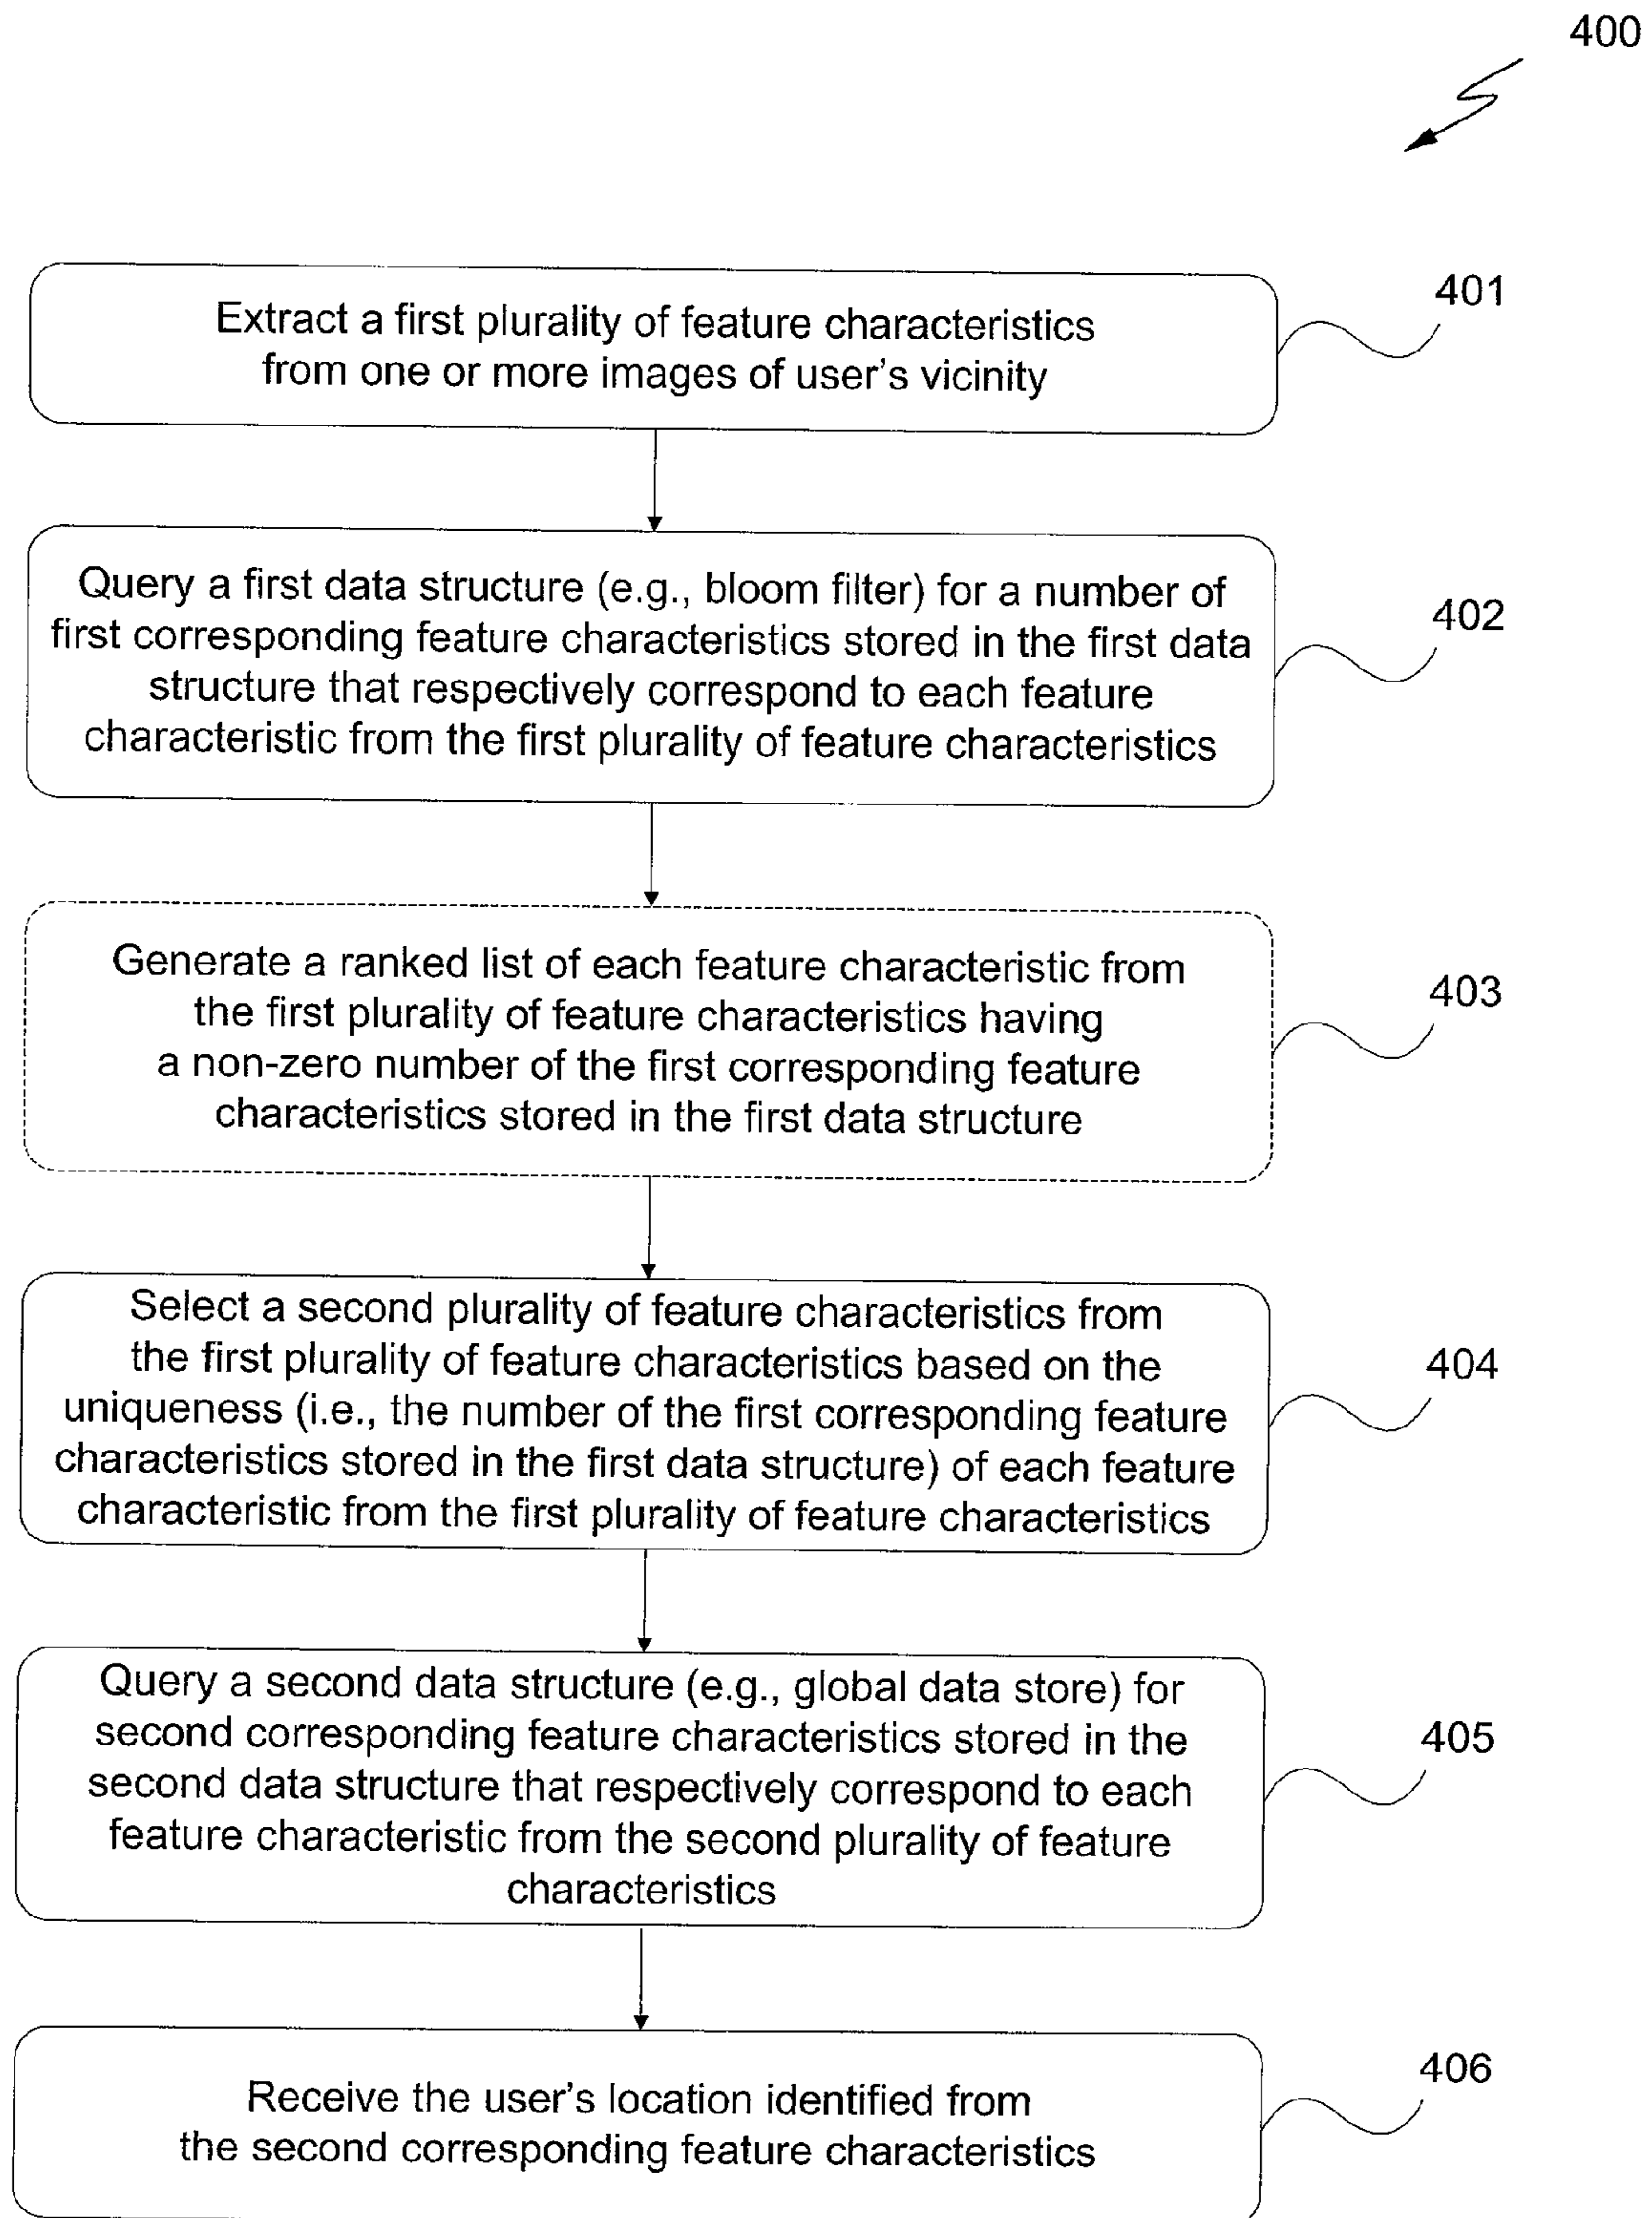 400
Extract a first plurality of feature characteristics
from one or more images of user's vicinity
401
Query a first data structure (e.g., bloom filter) for a number of
first corresponding feature characteristics stored in the first data
structure that respectively correspond to each feature
characteristic from the first plurality of feature characteristics
402
Generate a ranked list of each feature characteristic from
the first plurality of feature characteristics having
a non-zero number of the first corresponding feature
characteristics stored in the first data structure
403
Select a second plurality of feature characteristics from
the first plurality of feature characteristics based on the
uniqueness (i.e., the number of the first corresponding feature
characteristics stored in the first data structure) of each feature
characteristic from the first plurality of feature characteristics
404
Query a second data structure (e.g., global data store) for
second corresponding feature characteristics stored in the
second data structure that respectively correspond to each
feature characteristic from the second plurality of feature
characteristics
405
Receive the user's location identified from
the second corresponding feature characteristics
406